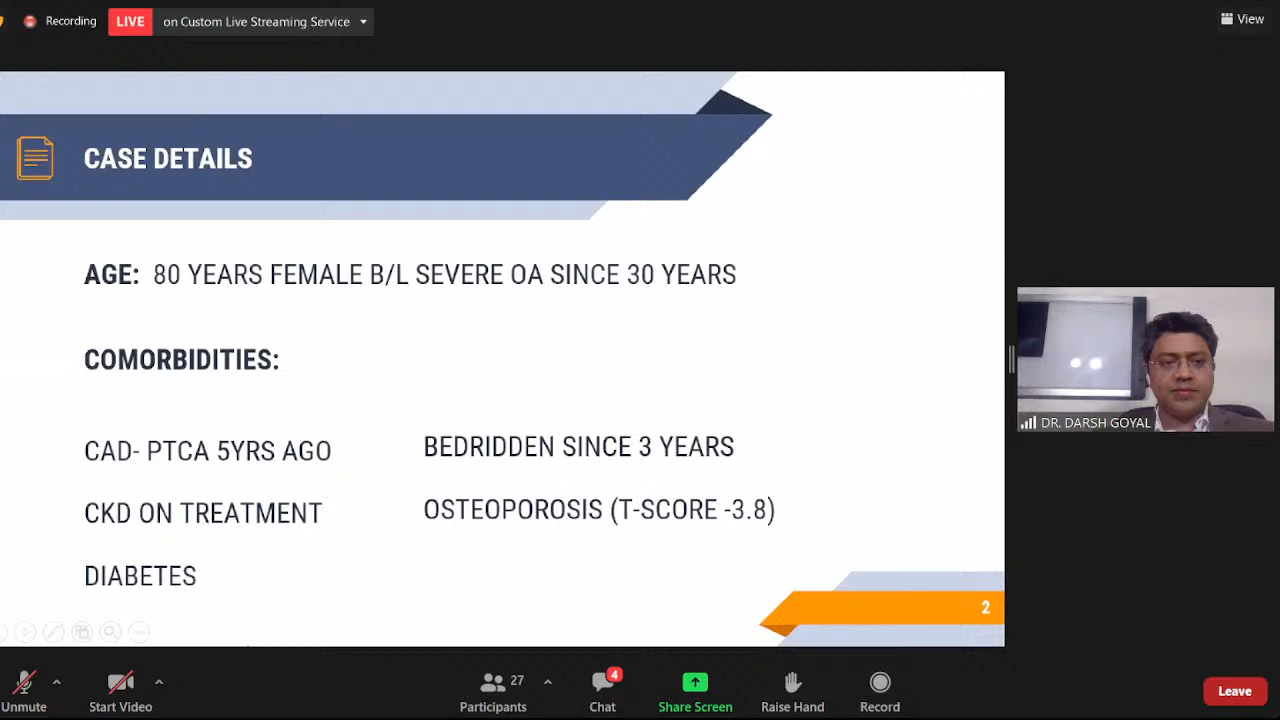 Recording
LIVE on Custom Live Streaming Service
View
CASE DETAILS
AGE: 80 YEARS FEMALE B/L SEVERE OA SINCE 30 YEARS
COMORBIDITIES:
CAD- PTCA 5YRS AGO
CKD ON TREATMENT
DIABETES
BEDRIDDEN SINCE 3 YEARS
OSTEOPOROSIS (T-SCORE -3.8)
2
DR. DARSH GOYAL
Unmute
Start Video
27
Participants
4
Chat
Share Screen
Raise Hand
Record
Leave